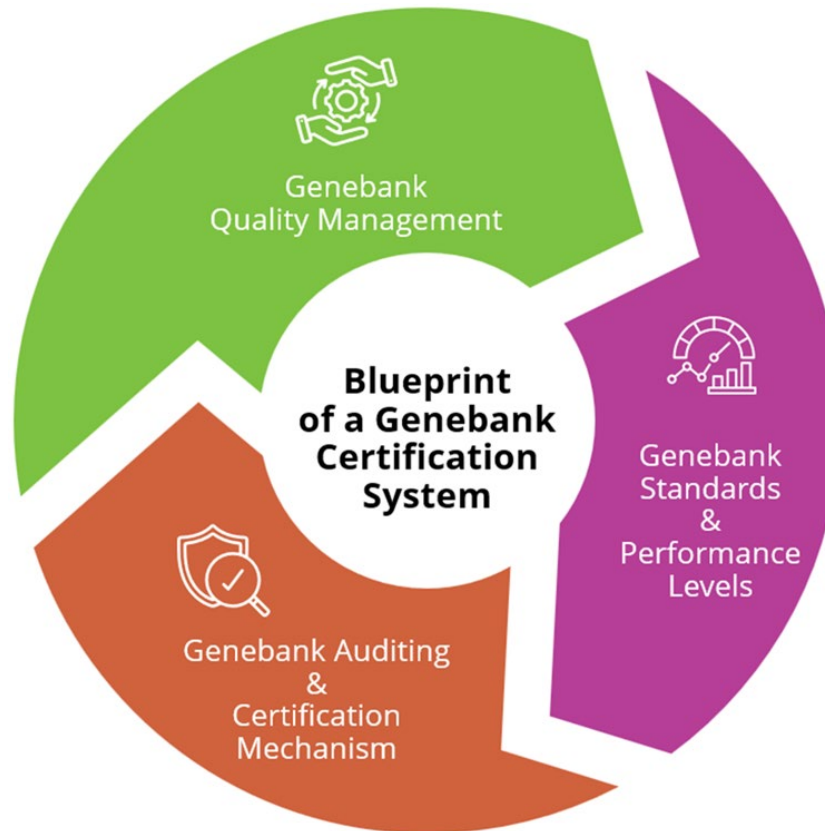 Genebank
Quality Management
Blueprint
of a Genebank
Certification
System
Genebank
Standards
&
Performance
Levels
Genebank Auditing
&
Certification
Mechanism